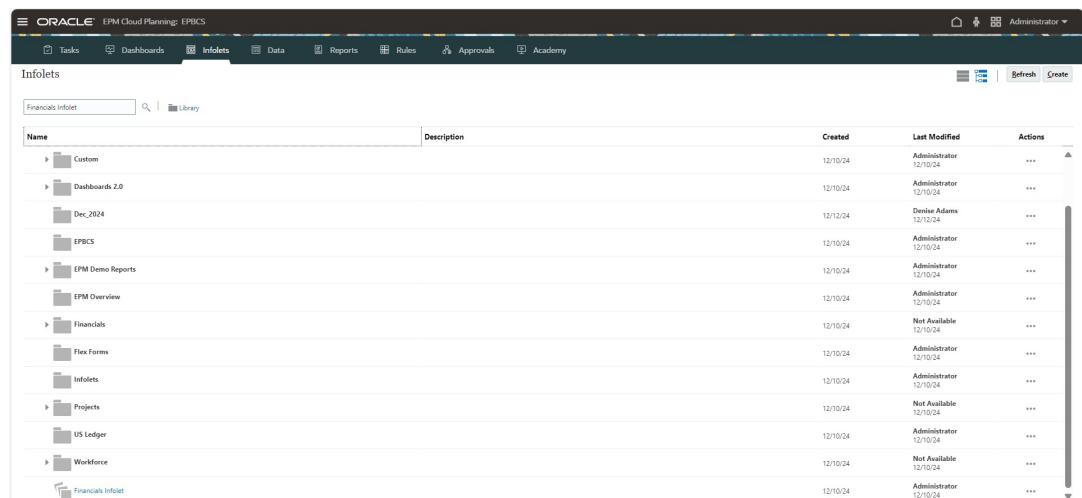 ORACLE EPM Cloud Planning: EPBCS Administrator
Tasks Dashboards Infolets Data Reports Rules Approvals Academy
Infolets Refresh Create
Financials Infolet Library
Name Description Created Last Modified Actions
Custom 12/10/24 Administrator
12/10/24
Dashboards 2.0 12/10/24 Administrator
12/10/24
Dec_2024 12/12/24 Denise Adams
12/12/24
EPBCS 12/10/24 Administrator
12/10/24
EPM Demo Reports 12/10/24 Administrator
12/10/24
EPM Overview 12/10/24 Administrator
12/10/24
Financials 12/10/24 Not Available
12/10/24
Flex Forms 12/10/24 Administrator
12/10/24
Infolets 12/10/24 Administrator
12/10/24
Projects 12/10/24 Not Available
12/10/24
US Ledger 12/10/24 Administrator
12/10/24
Workforce 12/10/24 Not Available
12/10/24
Financials Infolet 12/10/24 Administrator
12/10/24